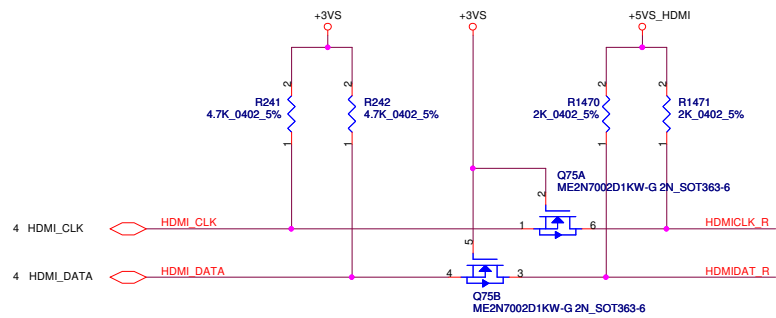 +3VS
+3VS
+5VS_HDMI
2
2
2
2
R241
4.7K_0402_5%
R242
4.7K_0402_5%
R1470
2K_0402_5%
R1471
2K_0402_5%
1
1
1
1
Q75A
ME2N7002D1KW-G 2N_SOT363-6
2
4 HDMI_CLK
HDMI_CLK
1
6
HDMICLK_R
5
4 HDMI_DATA
HDMI_DATA
4
3
HDMIDAT_R
Q75B
ME2N7002D1KW-G 2N_SOT363-6